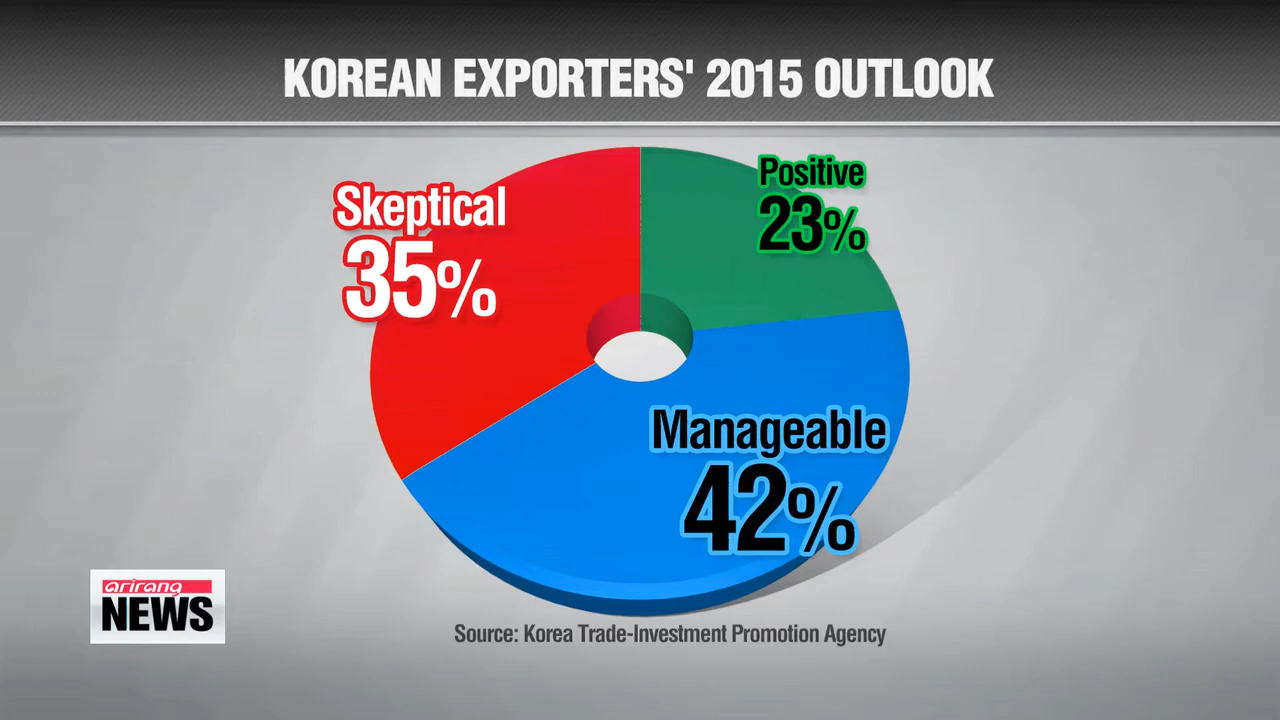 KOREAN EXPORTERS' 2015 OUTLOOK
Skeptical
35%
Positive
23%
Manageable
42%
arirang
NEWS
Source: Korea Trade-Investment Promotion Agency